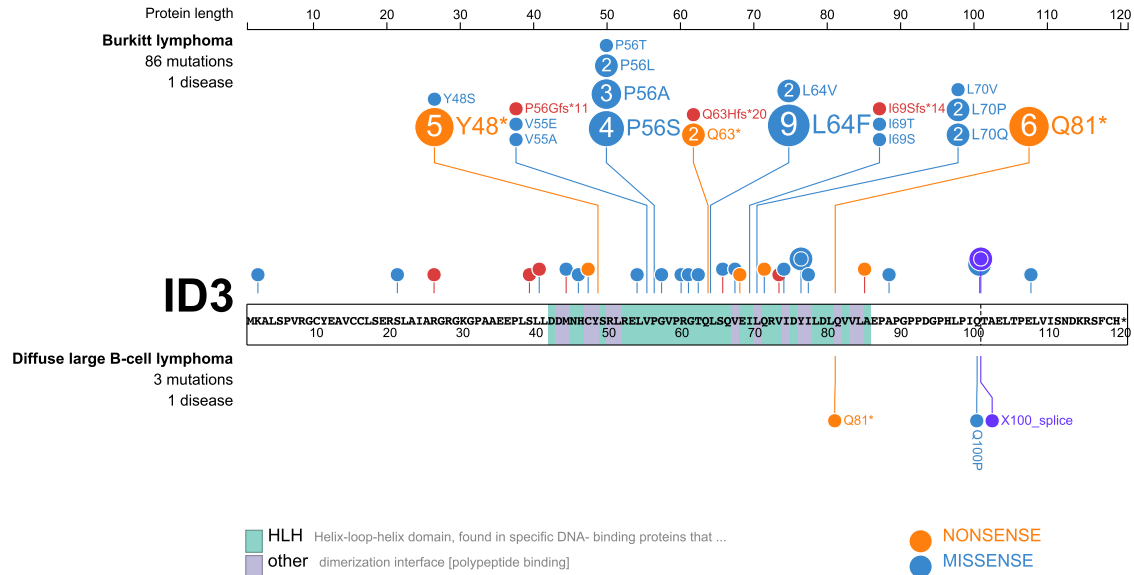 Protein length
10 20 30 40 50 60 70 80 90 100 110 120
Burkitt lymphoma
86 mutations
1 disease
P56T
2 P56L
3 P56A
4 P56S
Y48S
5 Y48*
P56Gfs*11
V55E
V55A
Q63Hfs*20
2 Q63*
2 L64V
9 L64F
I69Sfs*14
I69T
I69S
L70V
2 L70P
2 L70Q
6 Q81*
ID3
MKALSPVRGCYEAVCCLSERSLAIARGRGKGPAAEEPLSLLDDMNHCYSRLRELVPGVPRGTQLSQVEILQRVIDYILDLQVVLAEPAPGPPDGPHLPIQTAELTPELVISNDKRSFCH*
10 20 30 40 50 60 70 80 90 100 110 120
Diffuse large B-cell lymphoma
3 mutations
1 disease
Q81*
Q100P
X100_splice
HLH Helix-loop-helix domain, found in specific DNA- binding proteins that ...
other dimerization interface [polypeptide binding]
NONSENSE
MISSENSE